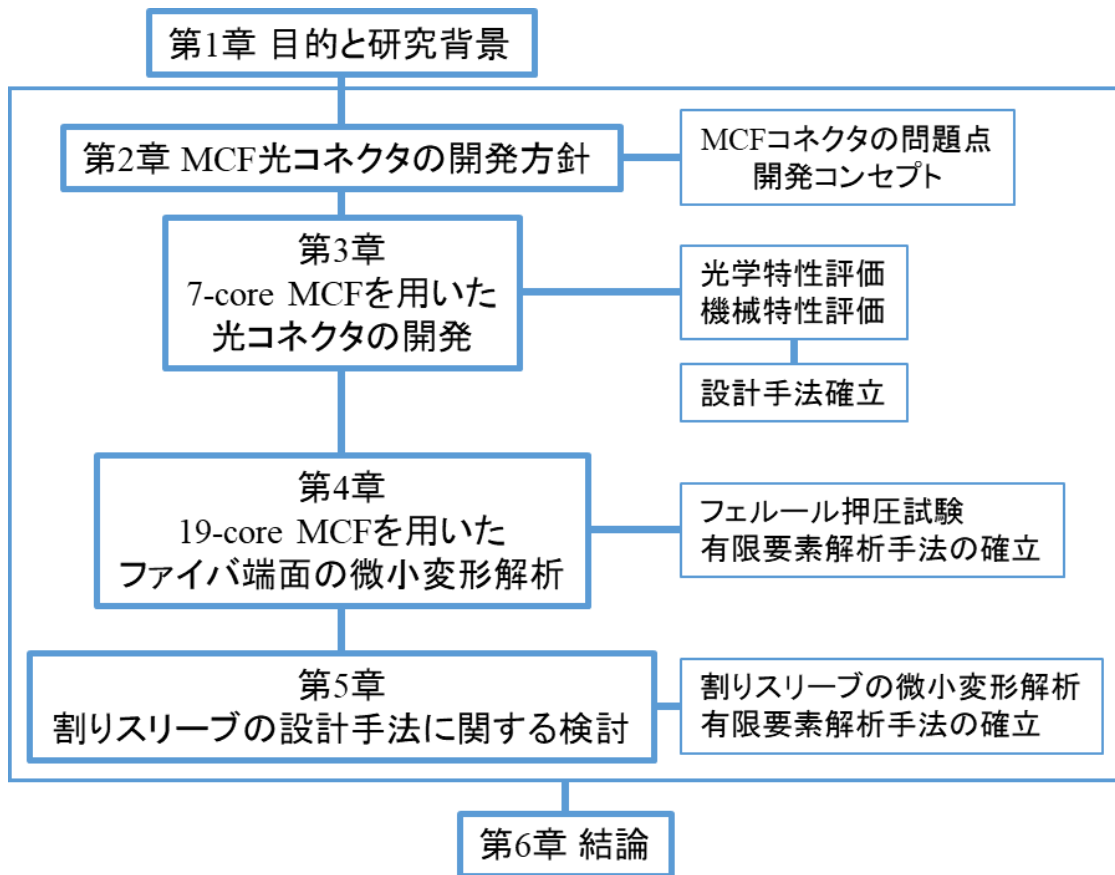 第1章 目的と研究背景
第2章 MCF光コネクタの開発方針
MCFコネクタの問題点
開発コンセプト
第3章
7-core MCFを用いた
光コネクタの開発
光学特性評価
機械特性評価
設計手法確立
第4章
19-core MCFを用いた
ファイバ端面の微小変形解析
フェルール押圧試験
有限要素解析手法の確立
第5章
割りスリーブの設計手法に関する検討
割りスリーブの微小変形解析
有限要素解析手法の確立
第6章 結論